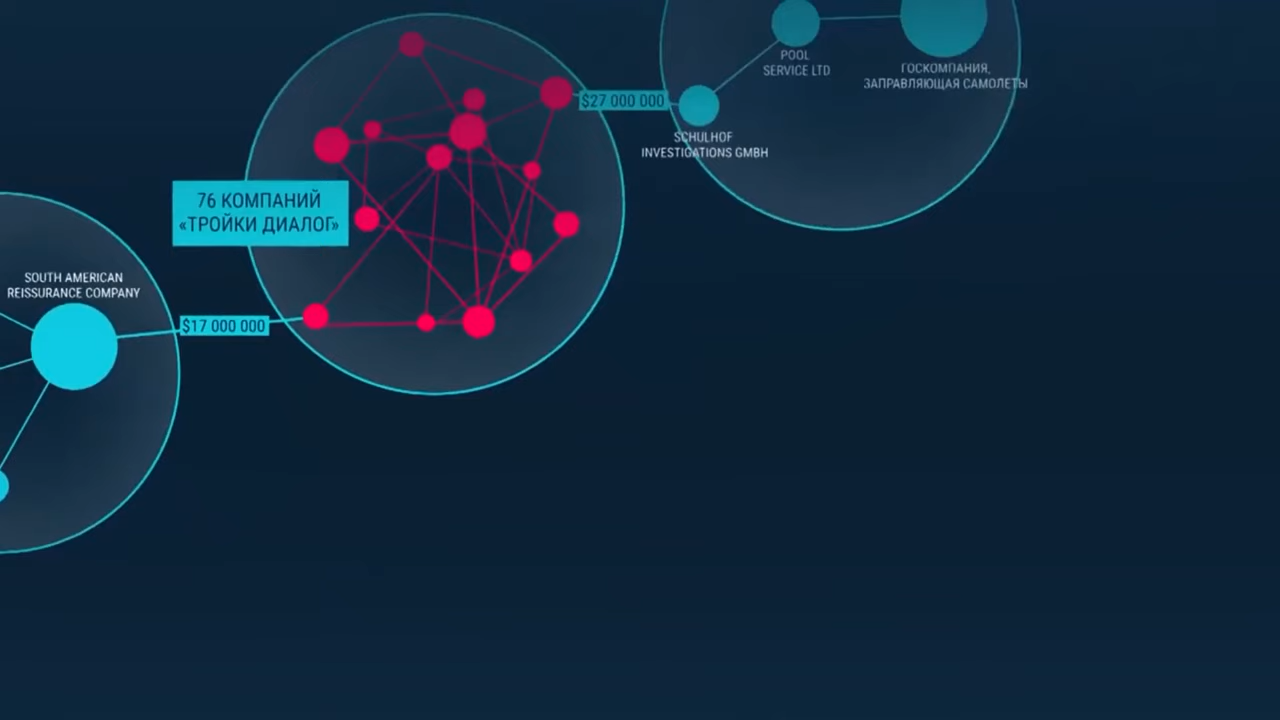 POOL
SERVICE LTD
ГОСКОМПАНИЯ,
ЗАПРАВЛЯЮЩАЯ САМОЛЕТЫ
$27 000 000
SCHULHOF
INVESTIGATIONS GMBH
76 КОМПАНИЙ
«ТРОЙКИ ДИАЛОГ»
SOUTH AMERICAN
REISSURANCE COMPANY
$17 000 000